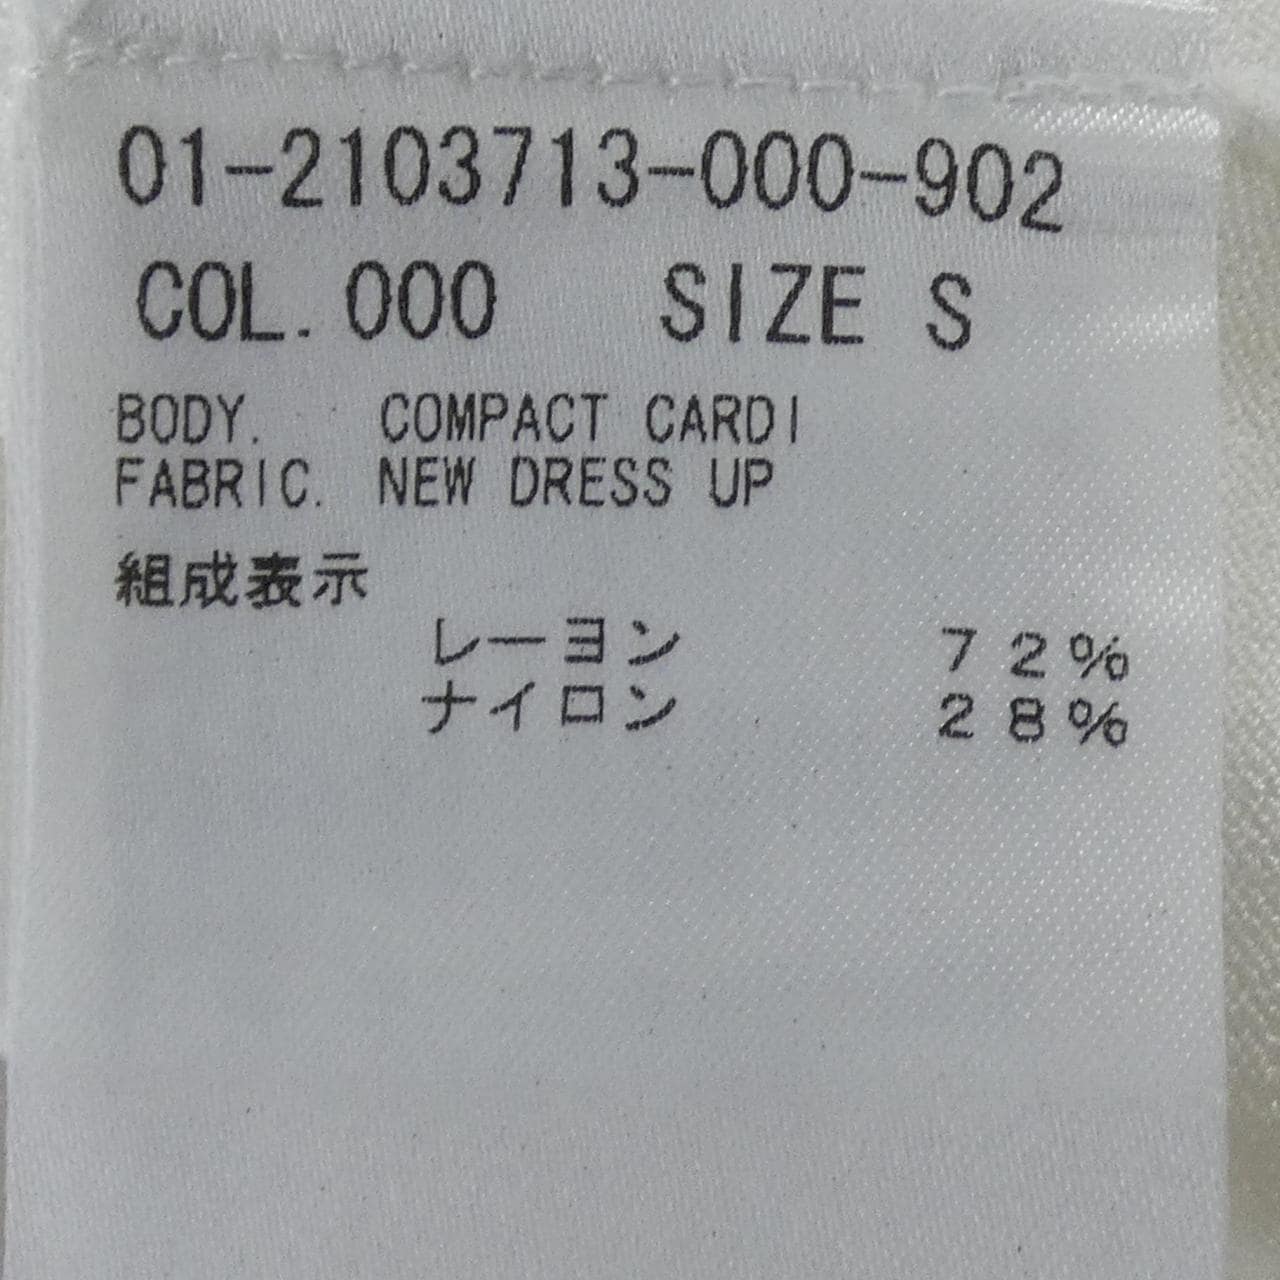 01-2103713-000-902
COL.000 SIZE S
BODY. COMPACT CARDI
FABRIC. NEW DRESS UP
組成表示
レーヨン 72%
ナイロン 28%